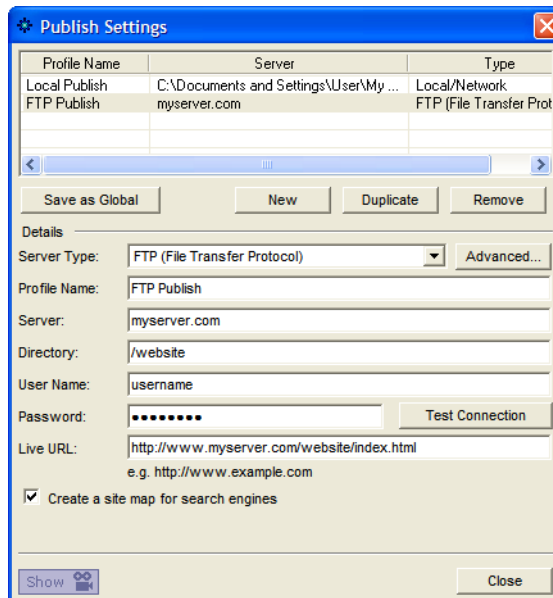 Publish Settings
Profile Name Server Type
Local Publish C:\Documents and Settings\User\My ... Local/Network
FTP Publish myserver.com FTP (File Transfer Prot
Save as Global New Duplicate Remove
Details
Server Type: FTP (File Transfer Protocol) Advanced...
Profile Name: FTP Publish
Server: myserver.com
Directory: /website
User Name: username
Password: ●●●●●●●● Test Connection
Live URL: http://www.myserver.com/website/index.html
e.g. http://www.example.com
Create a site map for search engines
Show Close